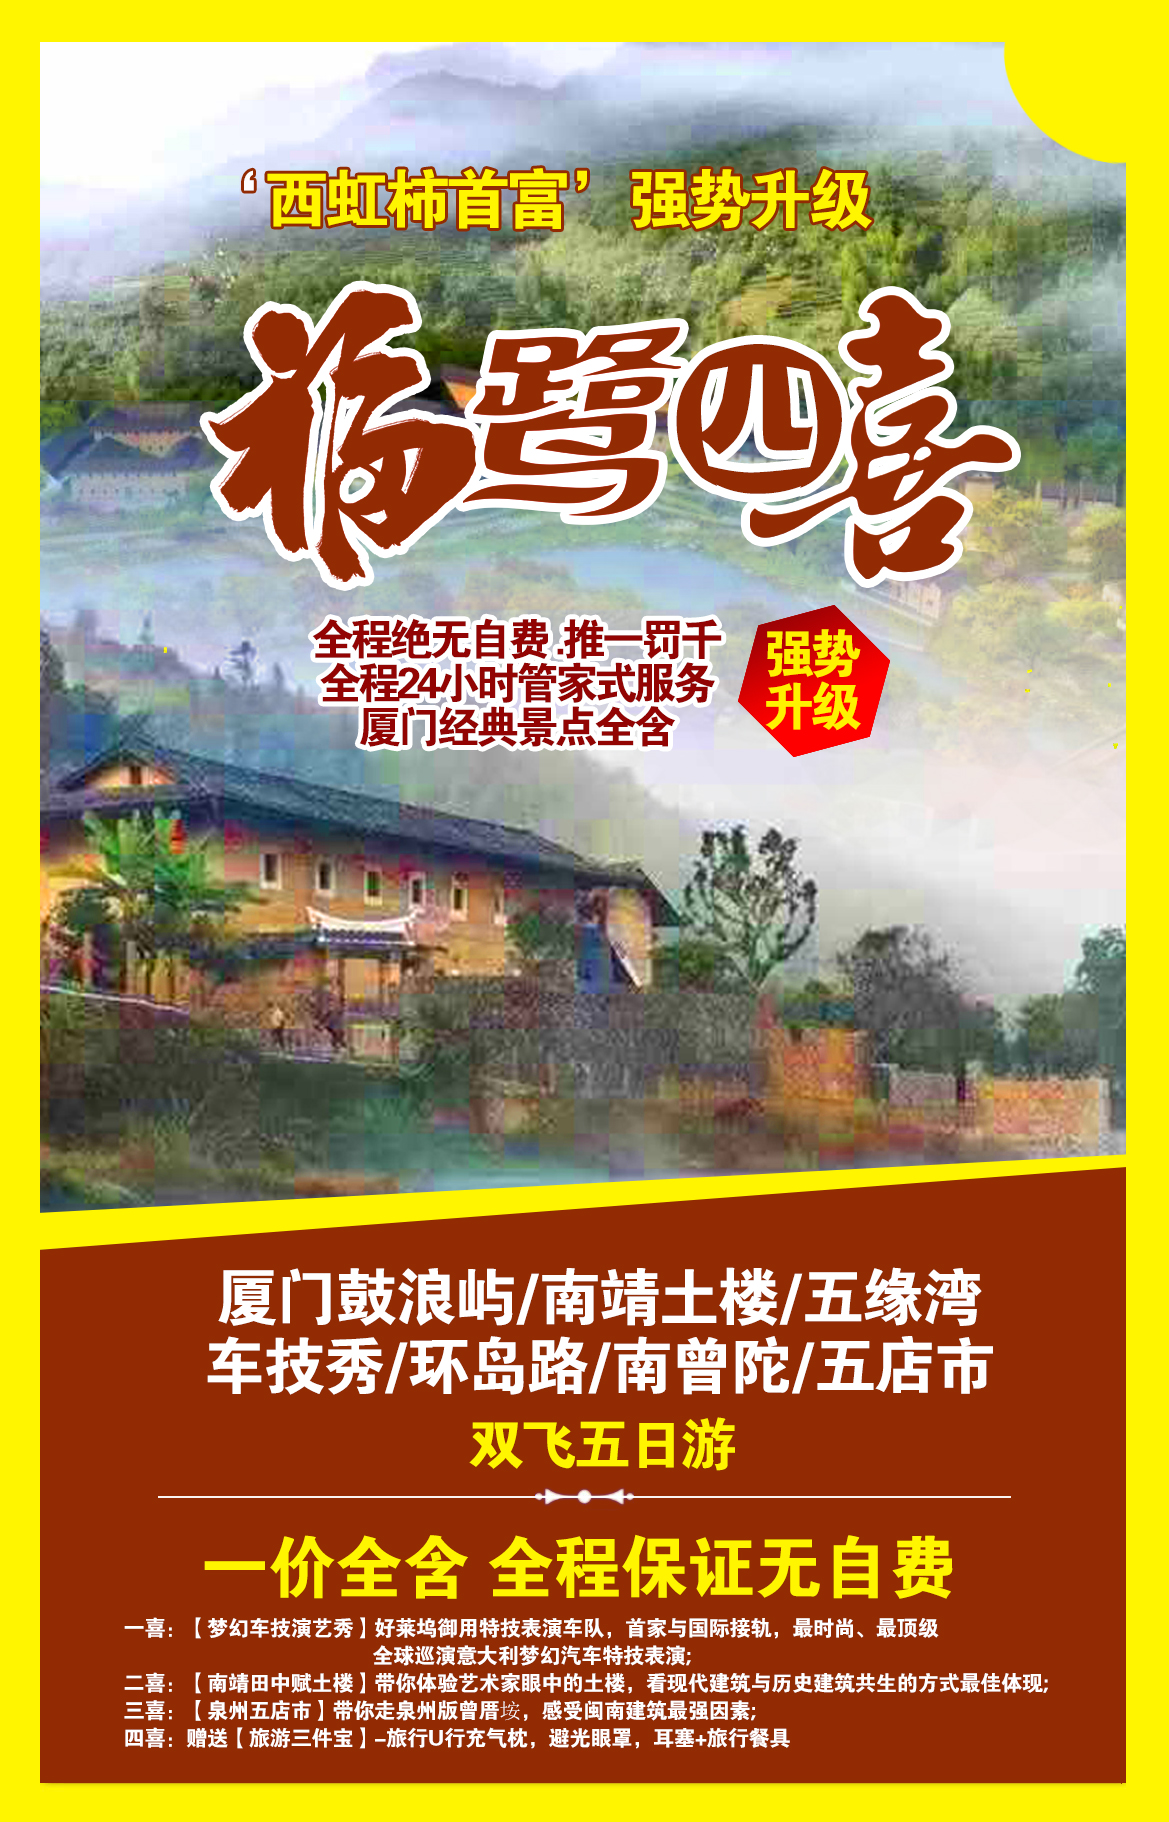 ‘西虹柿首富’强势升级
福鹭四喜
全程绝无自费.推一罚千
全程24小时管家式服务
厦门经典景点全含
强势
升级
厦门鼓浪屿/南靖土楼/五缘湾
车技秀/环岛路/南曾陀/五店市
双飞五日游
一价全含 全程保证无自费
一喜：【梦幻车技演艺秀】好莱坞御用特技表演车队，首家与国际接轨，最时尚、最顶级
全球巡演意大利梦幻汽车特技表演;
二喜：【南靖田中赋土楼】带你体验艺术家眼中的土楼，看现代建筑与历史建筑共生的方式最佳体现;
三喜：【泉州五店市】带你走泉州版曾厝垵，感受闽南建筑最强因素;
四喜：赠送【旅游三件宝】–旅行U行充气枕，避光眼罩，耳塞+旅行餐具